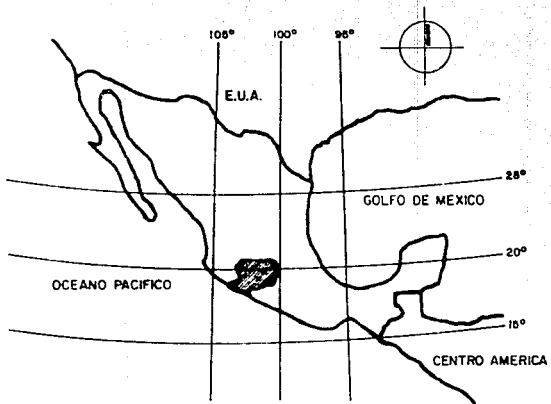 105° 100° 95°
E.U.A.
25°
GOLFO DE MEXICO
20°
OCEANO PACIFICO
15°
CENTRO AMERICA